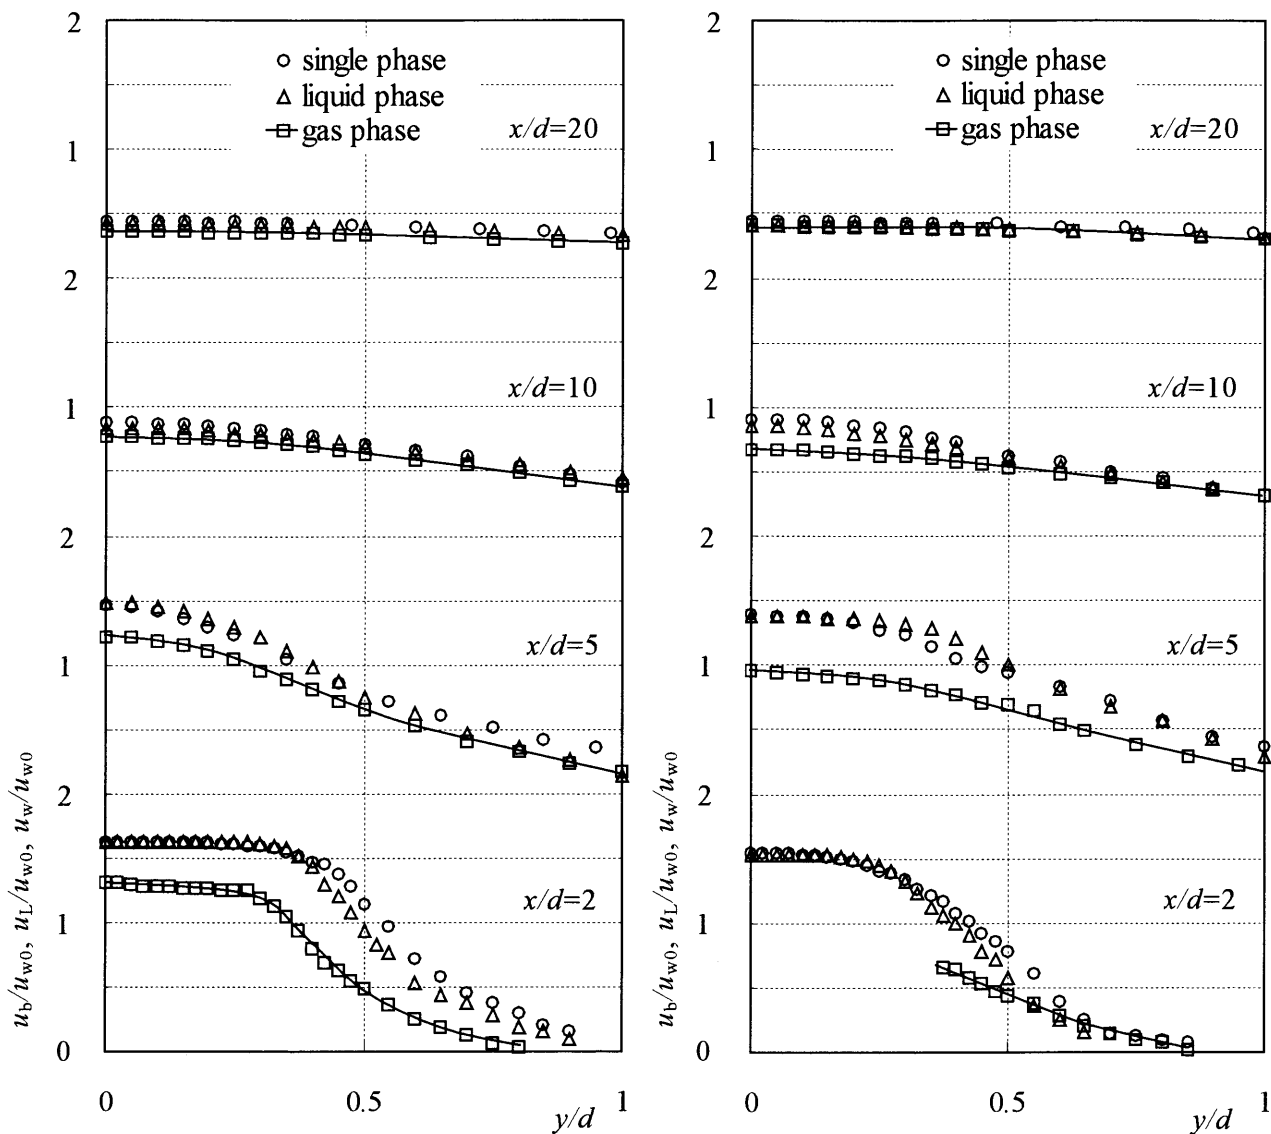 2
single phase
liquid phase
gas phase
x/d=20
1
2
x/d=10
1
2
x/d=5
1
2
x/d=2
1
0
u_b/u_w0, u_L/u_w0, u_w/u_w0
0
0.5
1
y/d
2
single phase
liquid phase
gas phase
x/d=20
1
2
x/d=10
1
2
x/d=5
1
2
x/d=2
1
0
u_b/u_w0, u_L/u_w0, u_w/u_w0
0
0.5
1
y/d